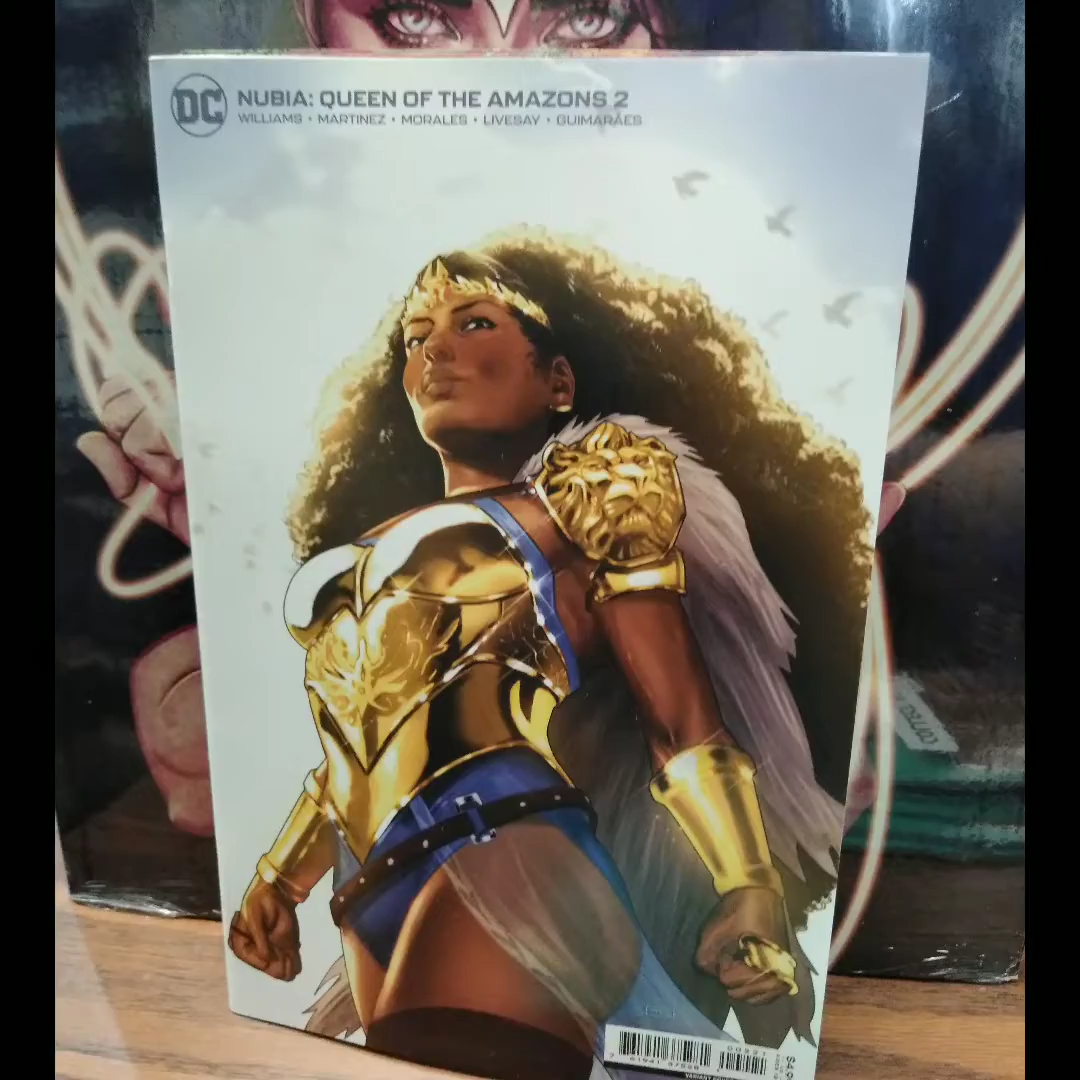 DC
NUBIA: QUEEN OF THE AMAZONS 2
WILLIAMS • MARTINEZ • MORALES • LIVESAY • GUIMARÃES